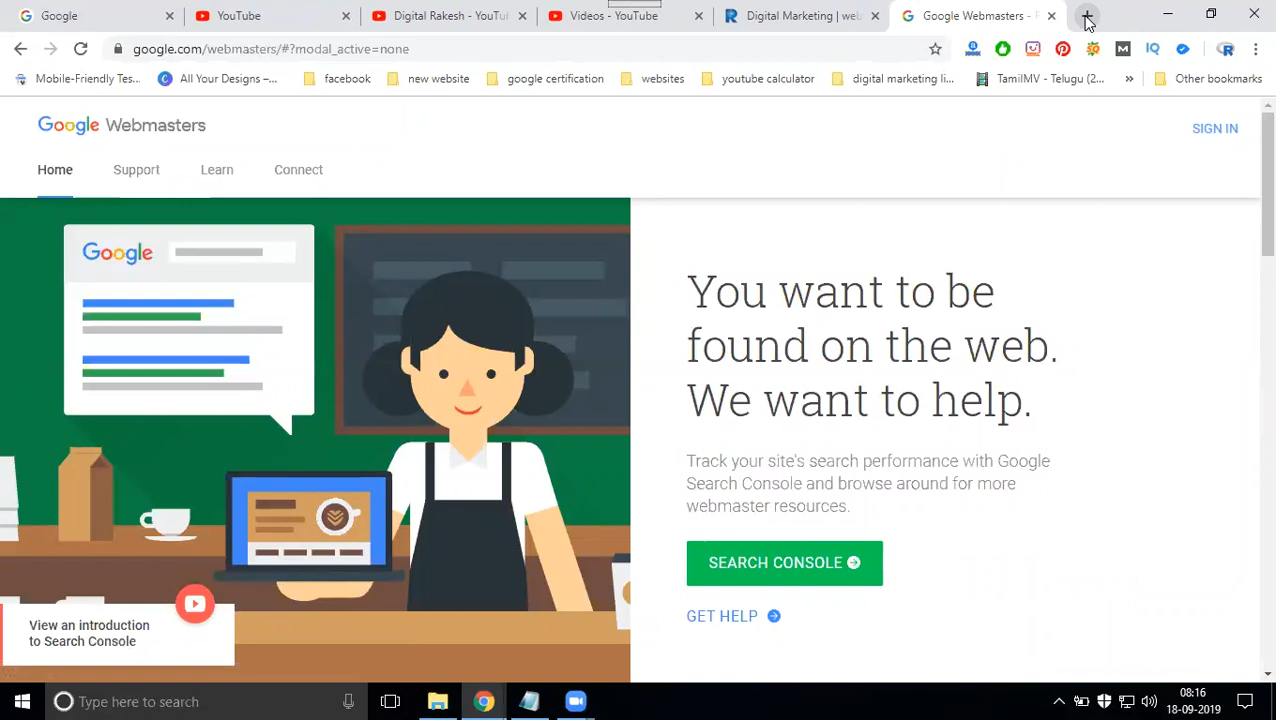 Google
YouTube
Digital Rakesh - YouTu
Videos - YouTube
Digital Marketing | web
Google Webmasters -
google.com/webmasters/#?modal_active=none
Mobile-Friendly Tes...
All Your Designs –...
facebook
new website
google certification
websites
youtube calculator
digital marketing li...
TamilMV - Telugu (2...
»
Other bookmarks
Google Webmasters
SIGN IN
Home
Support
Learn
Connect
Google
You want to be
found on the web.
We want to help.
Track your site's search performance with Google
Search Console and browse around for more
webmaster resources.
SEARCH CONSOLE
GET HELP
View an introduction
to Search Console
Type here to search
08:16
18-09-2019